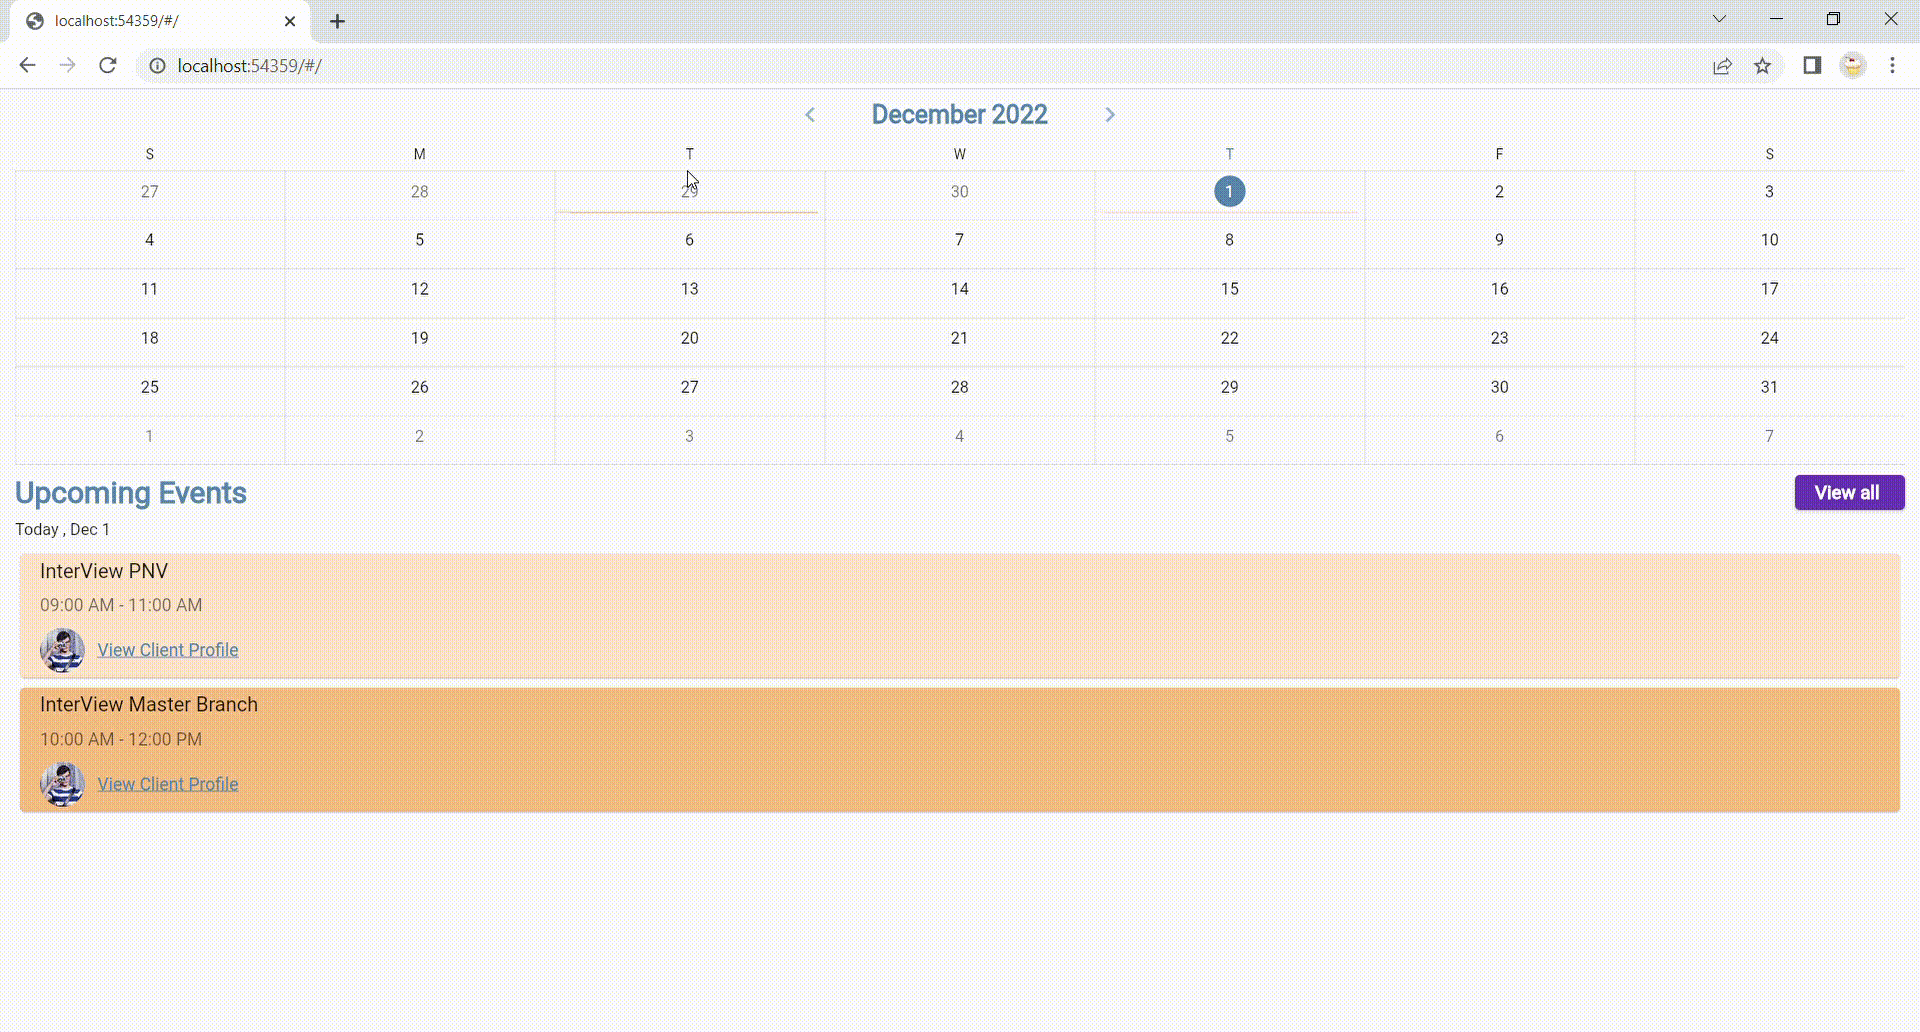 localhost:54359/#/
localhost:54359/#/
December 2022
S M T W T F S
27 28 29 30 1 2 3
4 5 6 7 8 9 10
11 12 13 14 15 16 17
18 19 20 21 22 23 24
25 26 27 28 29 30 31
1 2 3 4 5 6 7
Upcoming Events View all
Today , Dec 1
InterView PNV
09:00 AM - 11:00 AM
View Client Profile
InterView Master Branch
10:00 AM - 12:00 PM
View Client Profile